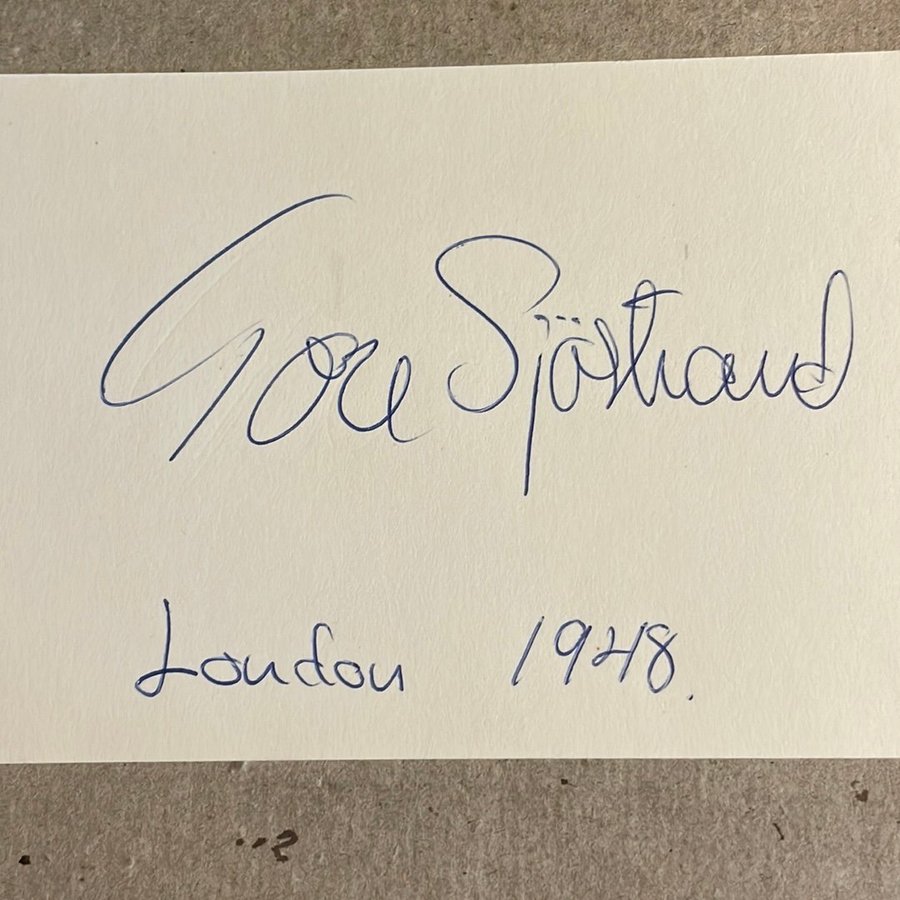 Tore Sjöstrand
London 1948.